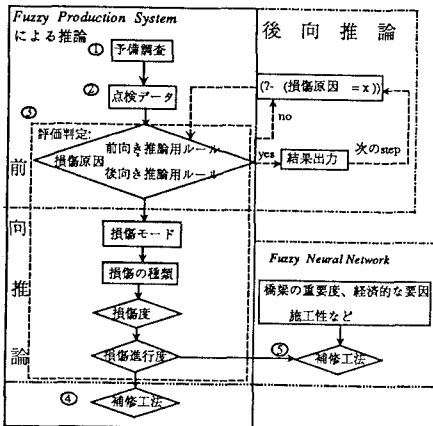 Fuzzy Production System
による推論
① 予備調査
② 点検データ
③
評価判定:
損傷原因
前向き推論用ルール
後向き推論用ルール
前向推論
損傷モード
損傷の種類
損傷度
損傷進行度
④ 補修工法
後向推論
(?- (損傷原因 = x ))
no
yes
結果出力
次のstep
Fuzzy Neural Network
橋梁の重要度、経済的な要因
施工性など
⑤ 補修工法